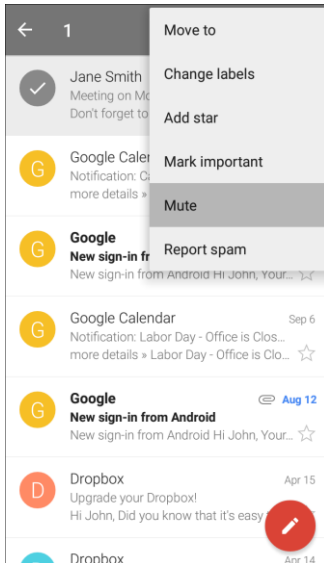 1
Move to
Change labels
Add star
Mark important
Mute
Report spam
Jane Smith
Meeting on
Don't forget to
G
Google
Notification:
more details »
G
Google
New sign-in
New sign-in from Android Hi John, Your...
G
Google Calendar
Sep 6
Notification: Labor Day - Office is Clos...
more details » Labor Day - Office is Clo...
G
Google
Aug 12
New sign-in from Android
New sign-in from Android Hi John, Your...
D
Dropbox
Apr 15
Upgrade your Dropbox!
Hi John, Did you know that it's easy
Dropbox
Apr 14